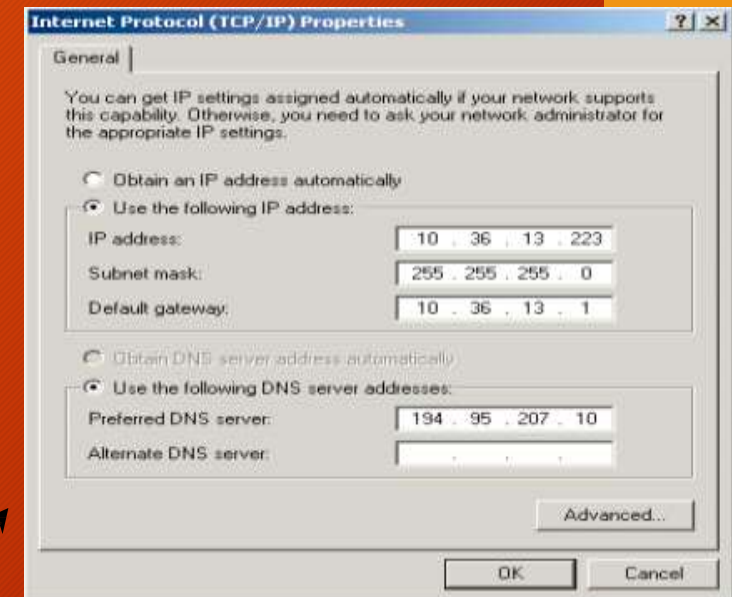 Internet Protocol (TCP/IP) Properties
General
You can get IP settings assigned automatically if your network supports
this capability. Otherwise, you need to ask your network administrator for
the appropriate IP settings.
Obtain an IP address automatically
Use the following IP address:
IP address: 10 . 36 . 13 . 223
Subnet mask: 255 . 255 . 255 . 0
Default gateway: 10 . 36 . 13 . 1
Obtain DNS server address automatically
Use the following DNS server addresses:
Preferred DNS server: 194 . 95 . 207 . 10
Alternate DNS server: . . .
Advanced...
OK Cancel